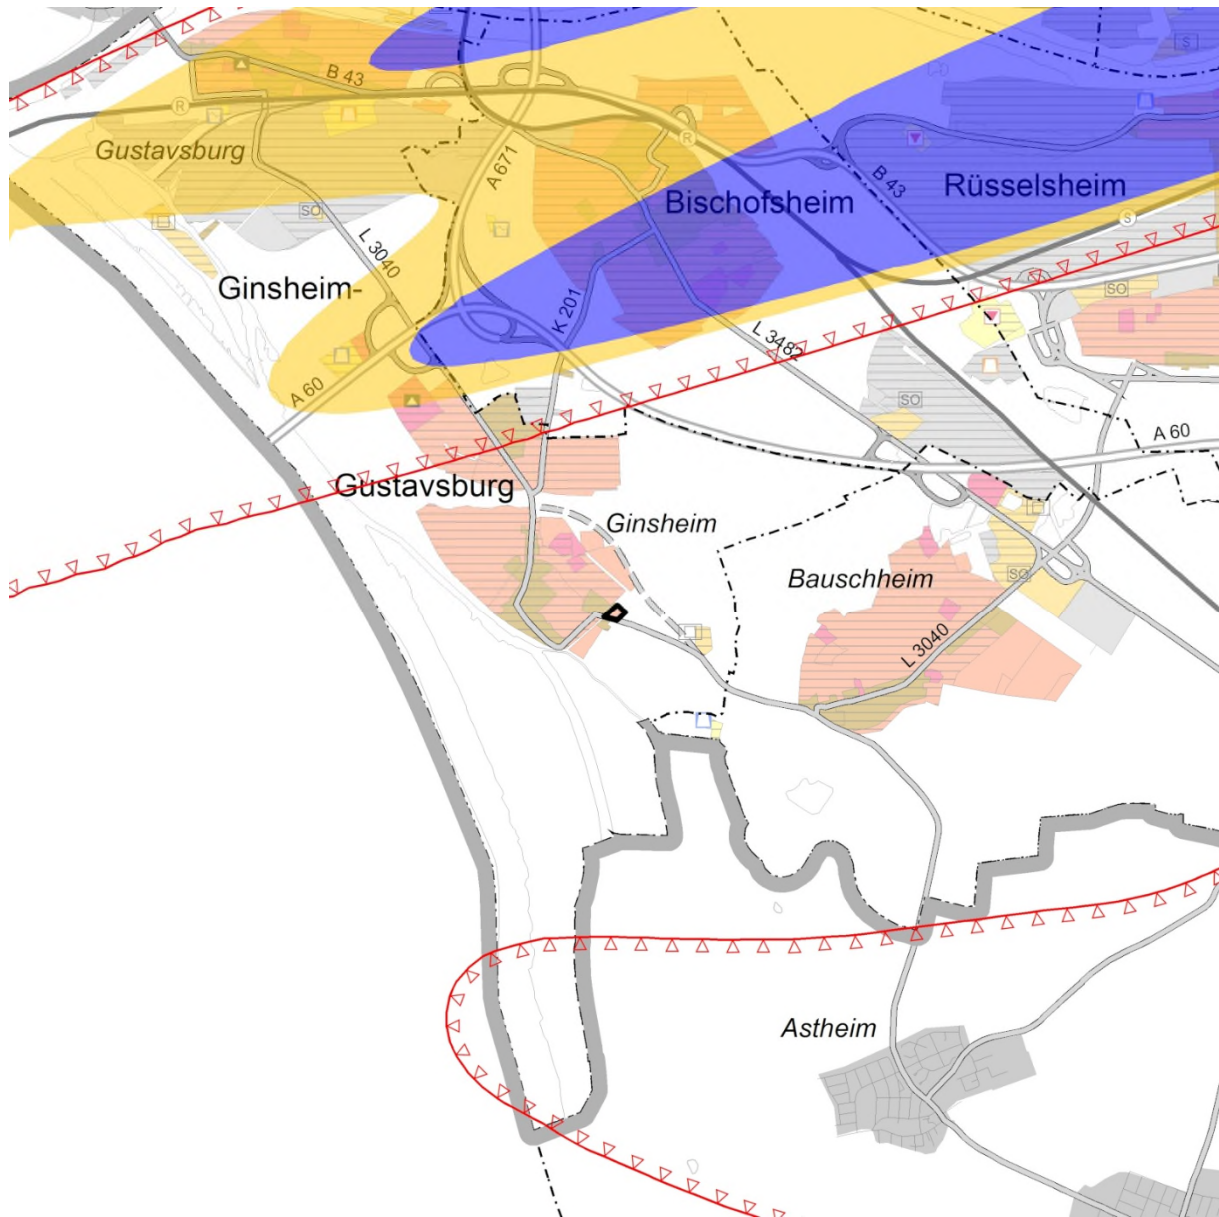 S
B 43
R
Gustavsburg
A 671
R
B 43
Rüsselsheim
Bischofsheim
SO
S
L 3040
Ginsheim-
K 201
SO
L 3482
A 60
SO
A 60
Gustavsburg
Ginsheim
Bauschheim
SO
L 3040
Astheim